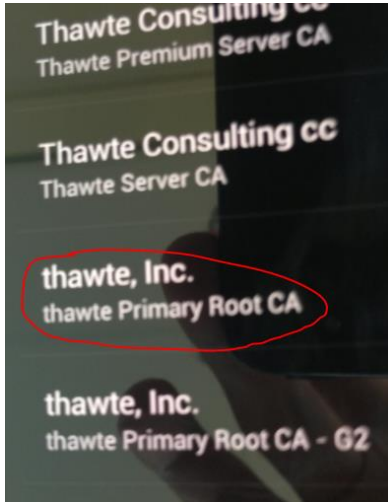 Thawte Consulting cc
Thawte Premium Server CA
Thawte Consulting cc
Thawte Server CA
thawte, Inc.
thawte Primary Root CA
thawte, Inc.
thawte Primary Root CA - G2